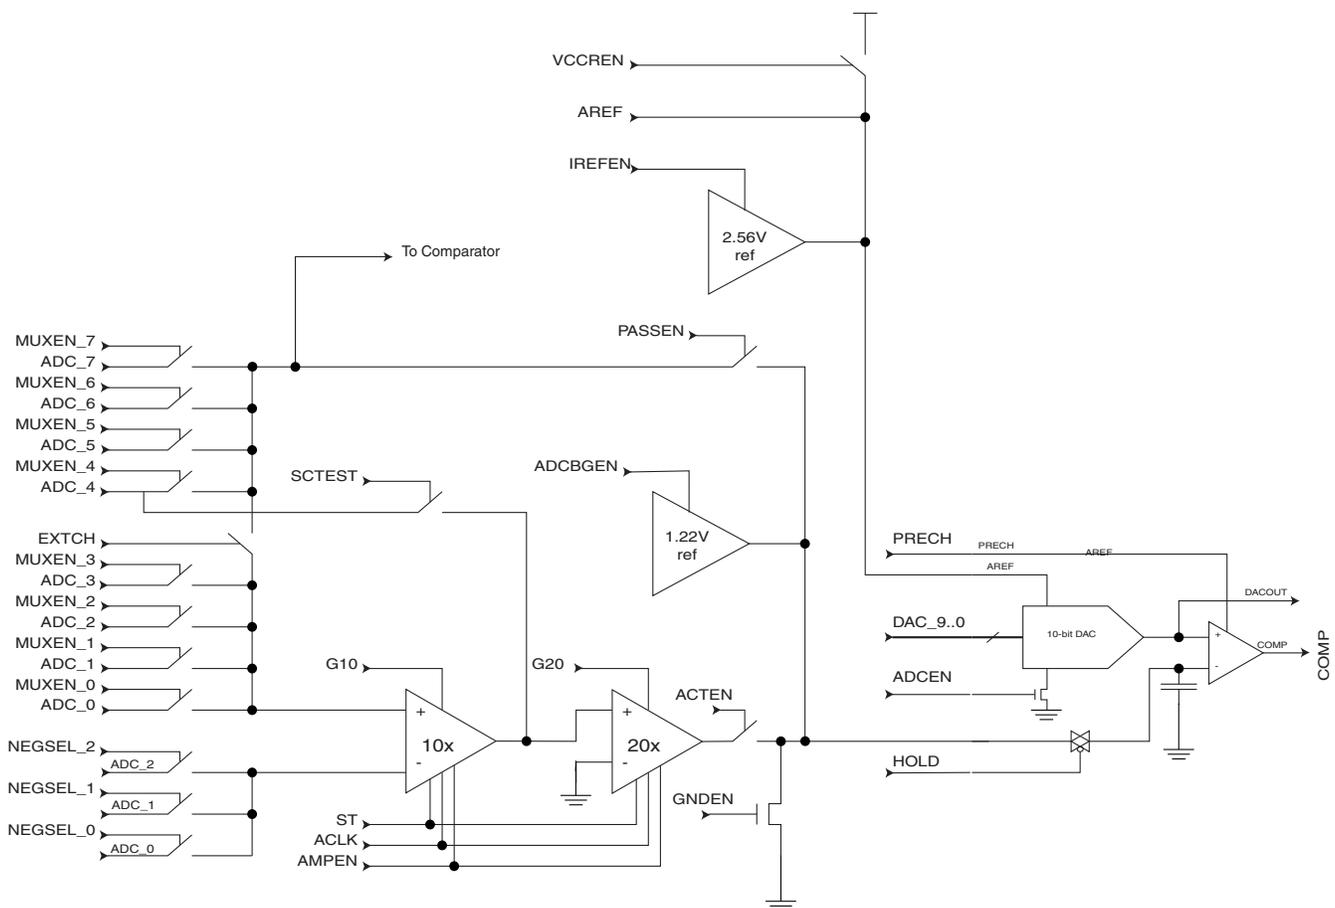 VCCREN
AREF
IREFEN
2.56V
ref
To Comparator
PASSEN
MUXEN_7
ADC_7
MUXEN_6
ADC_6
MUXEN_5
ADC_5
MUXEN_4
ADC_4
SCTEST
ADCBGEN
1.22V
ref
EXTCH
MUXEN_3
ADC_3
MUXEN_2
ADC_2
MUXEN_1
ADC_1
MUXEN_0
ADC_0
NEGSEL_2
ADC_2
NEGSEL_1
ADC_1
NEGSEL_0
ADC_0
G10
+
10x
-
G20
+
20x
-
ACTEN
ST
ACLK
AMPEN
GNDEN
PRECH
PRECH
AREF
AREF
DAC_9..0
10-bit DAC
DACOUT
+
-
COMP
COMP
ADCEN
HOLD